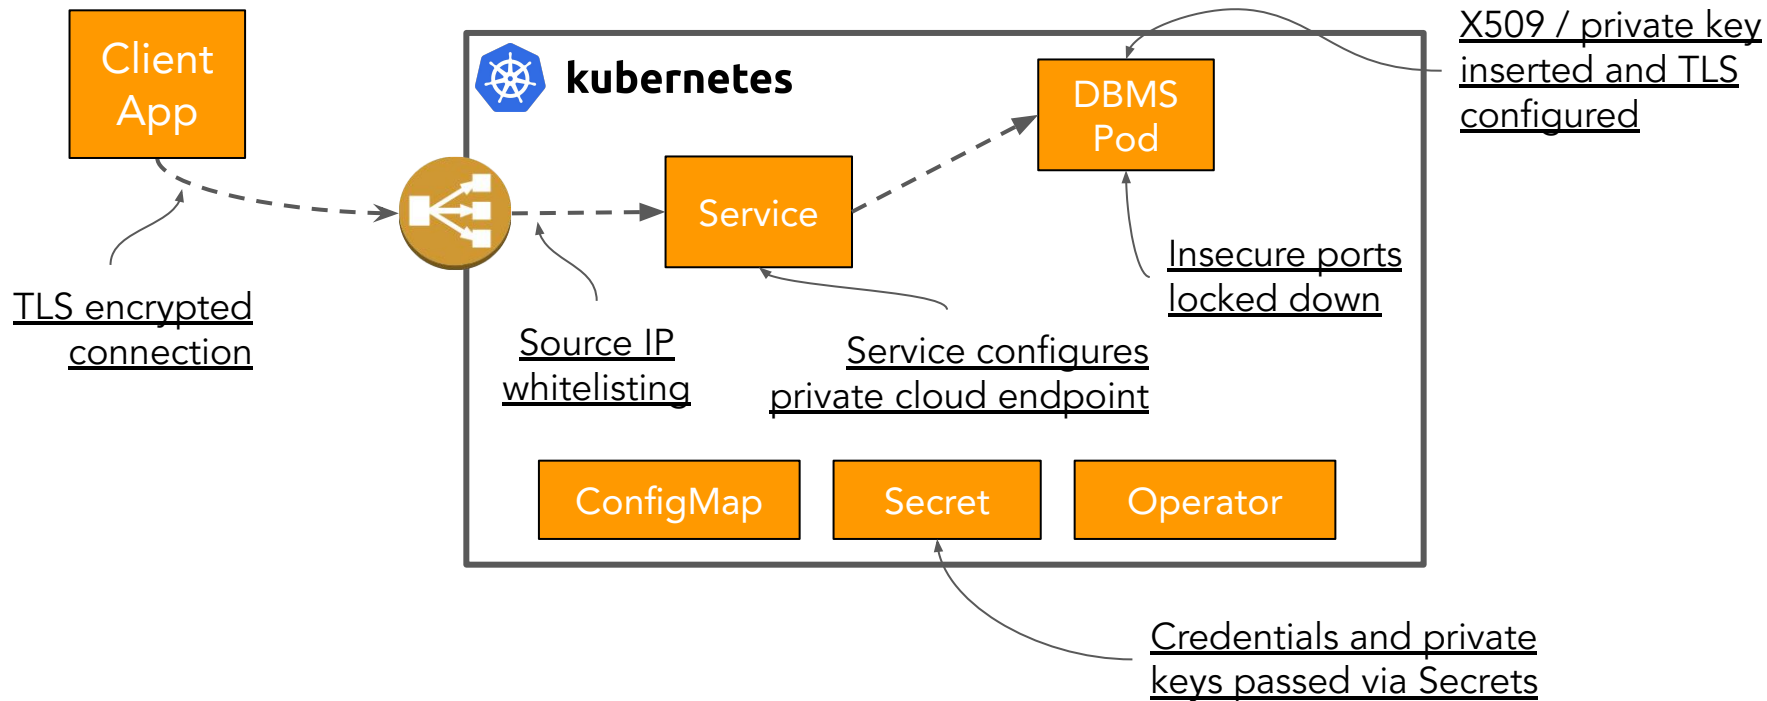 Client
App
kubernetes
DBMS
Pod
X509 / private key
inserted and TLS
configured
Service
TLS encrypted
connection
Source IP
whitelisting
Service configures
private cloud endpoint
Insecure ports
locked down
ConfigMap
Secret
Operator
Credentials and private
keys passed via Secrets